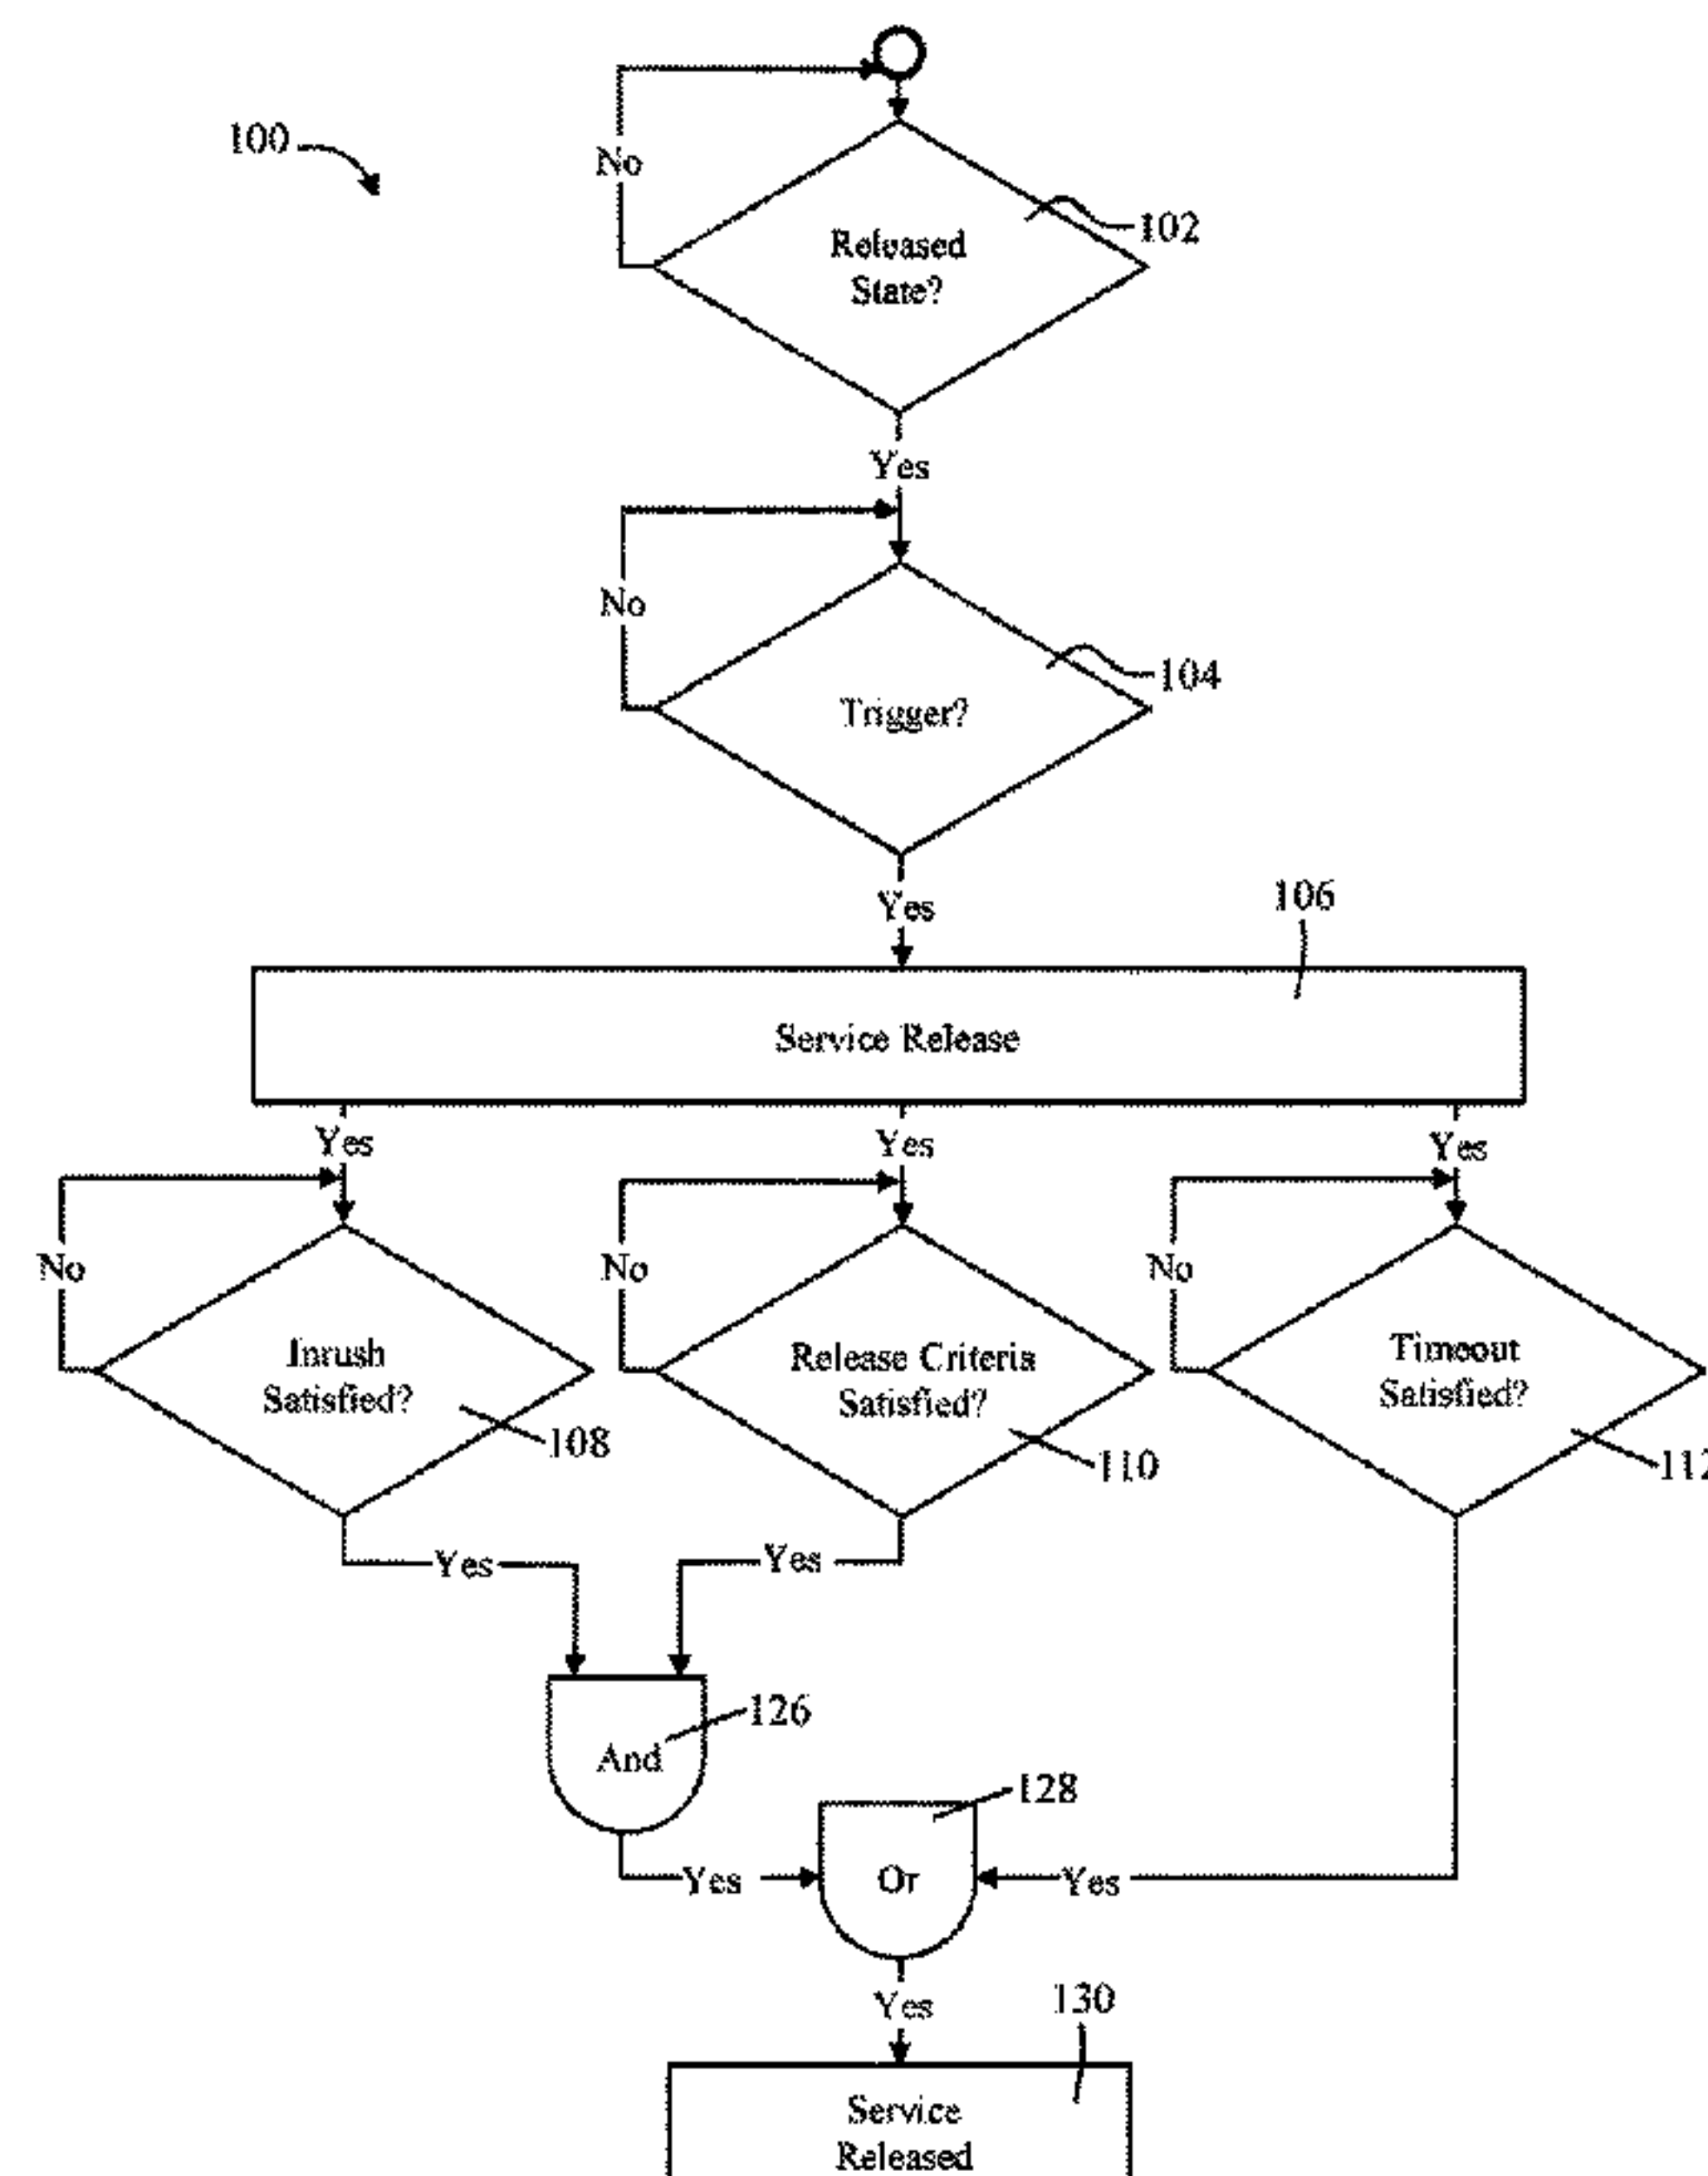 100
No
102
Released
State?
Yes
No
104
Trigger?
Yes
106
Service Release
Yes
Yes
Yes
No
No
No
Inrush
Satisfied?
108
Release Criteria
Satisfied?
110
Timeout
Satisfied?
112
Yes
Yes
126
And
128
Yes
Or
Yes
Yes
130
Service
Released